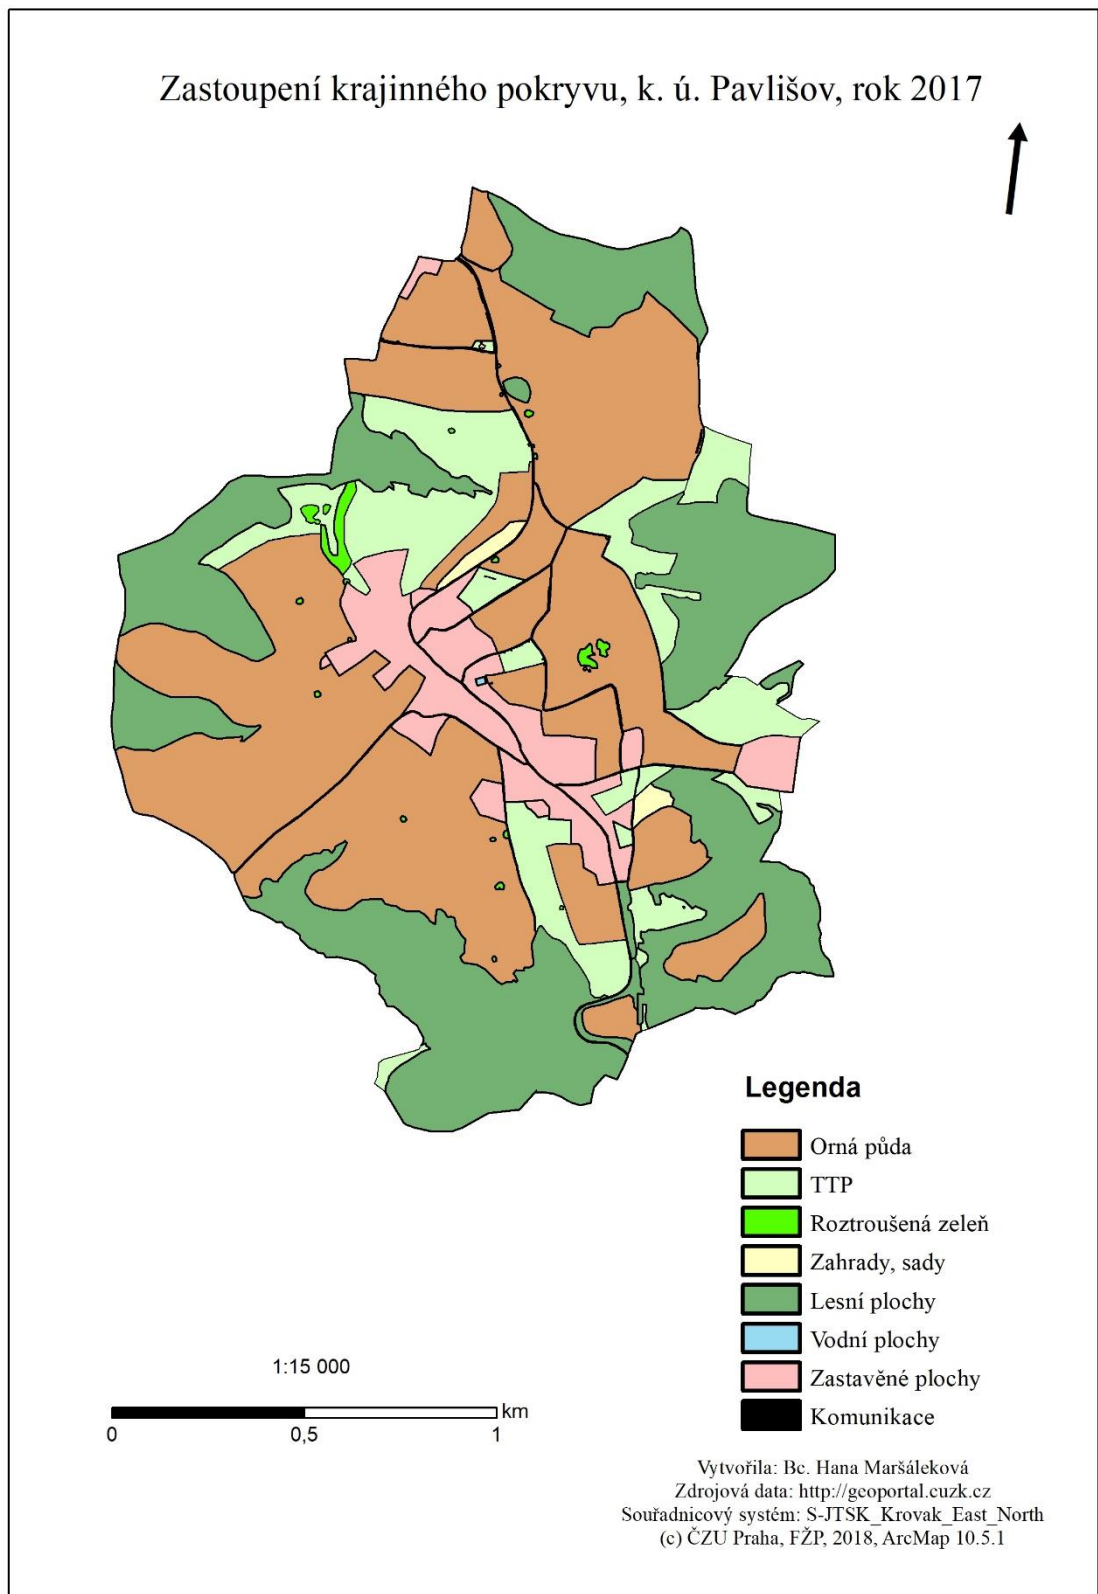 Zastoupení krajinného pokryvu, k. ú. Pavlišov, rok 2017
Legenda
Orná půda
TTP
Roztroušená zeleň
Zahrady, sady
Lesní plochy
Vodní plochy
Zastavěné plochy
Komunikace
1:15 000
km
0 0,5 1
Vytvořila: Bc. Hana Maršáleková
Zdrojová data: http://geoportal.cuzk.cz
Souřadnicový systém: S-JTSK_Krovak_East_North
(c) ČZU Praha, FŽP, 2018, ArcMap 10.5.1